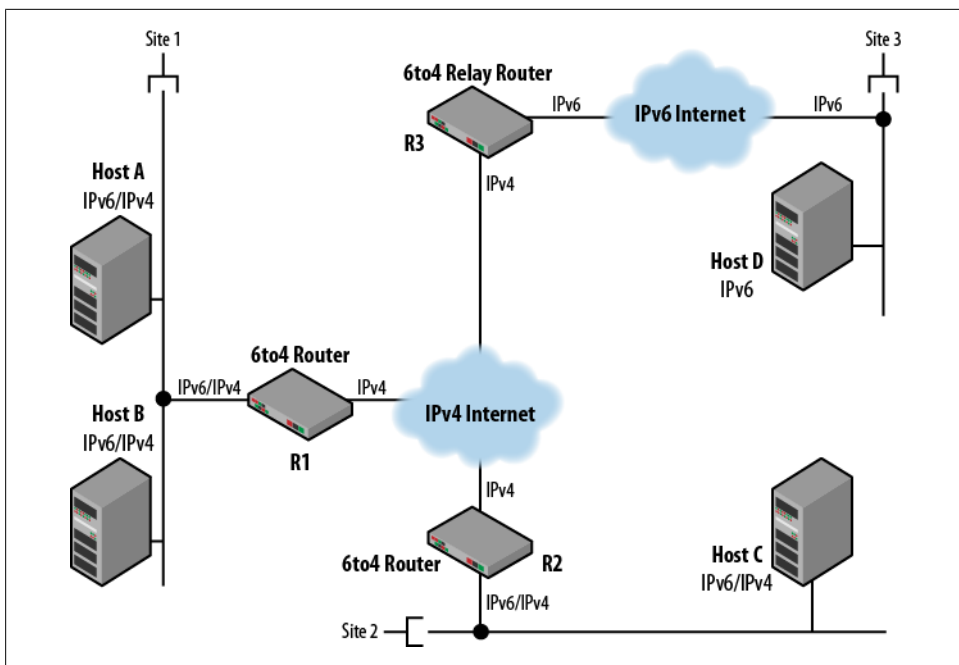 Site 1
Site 3
6to4 Relay Router
IPv6
IPv6 Internet
IPv6
R3
IPv4
Host A
IPv6/IPv4
Host D
IPv6
6to4 Router
IPv6/IPv4
IPv4
IPv4 Internet
R1
Host B
IPv6/IPv4
IPv4
6to4 Router
R2
Host C
IPv6/IPv4
IPv6/IPv4
Site 2